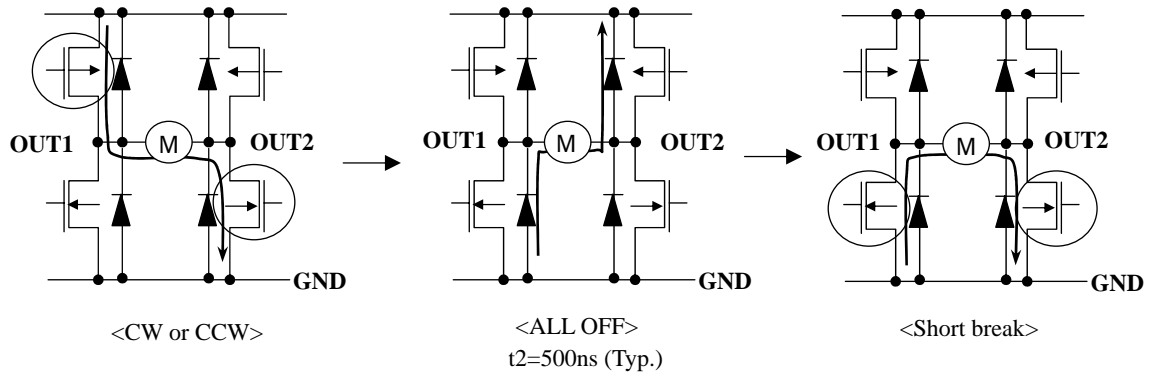 M
OUT1
OUT2
GND
<CW or CCW>
M
OUT1
OUT2
GND
<ALL OFF>
t2=500ns (Typ.)
M
OUT1
OUT2
GND
<Short break>